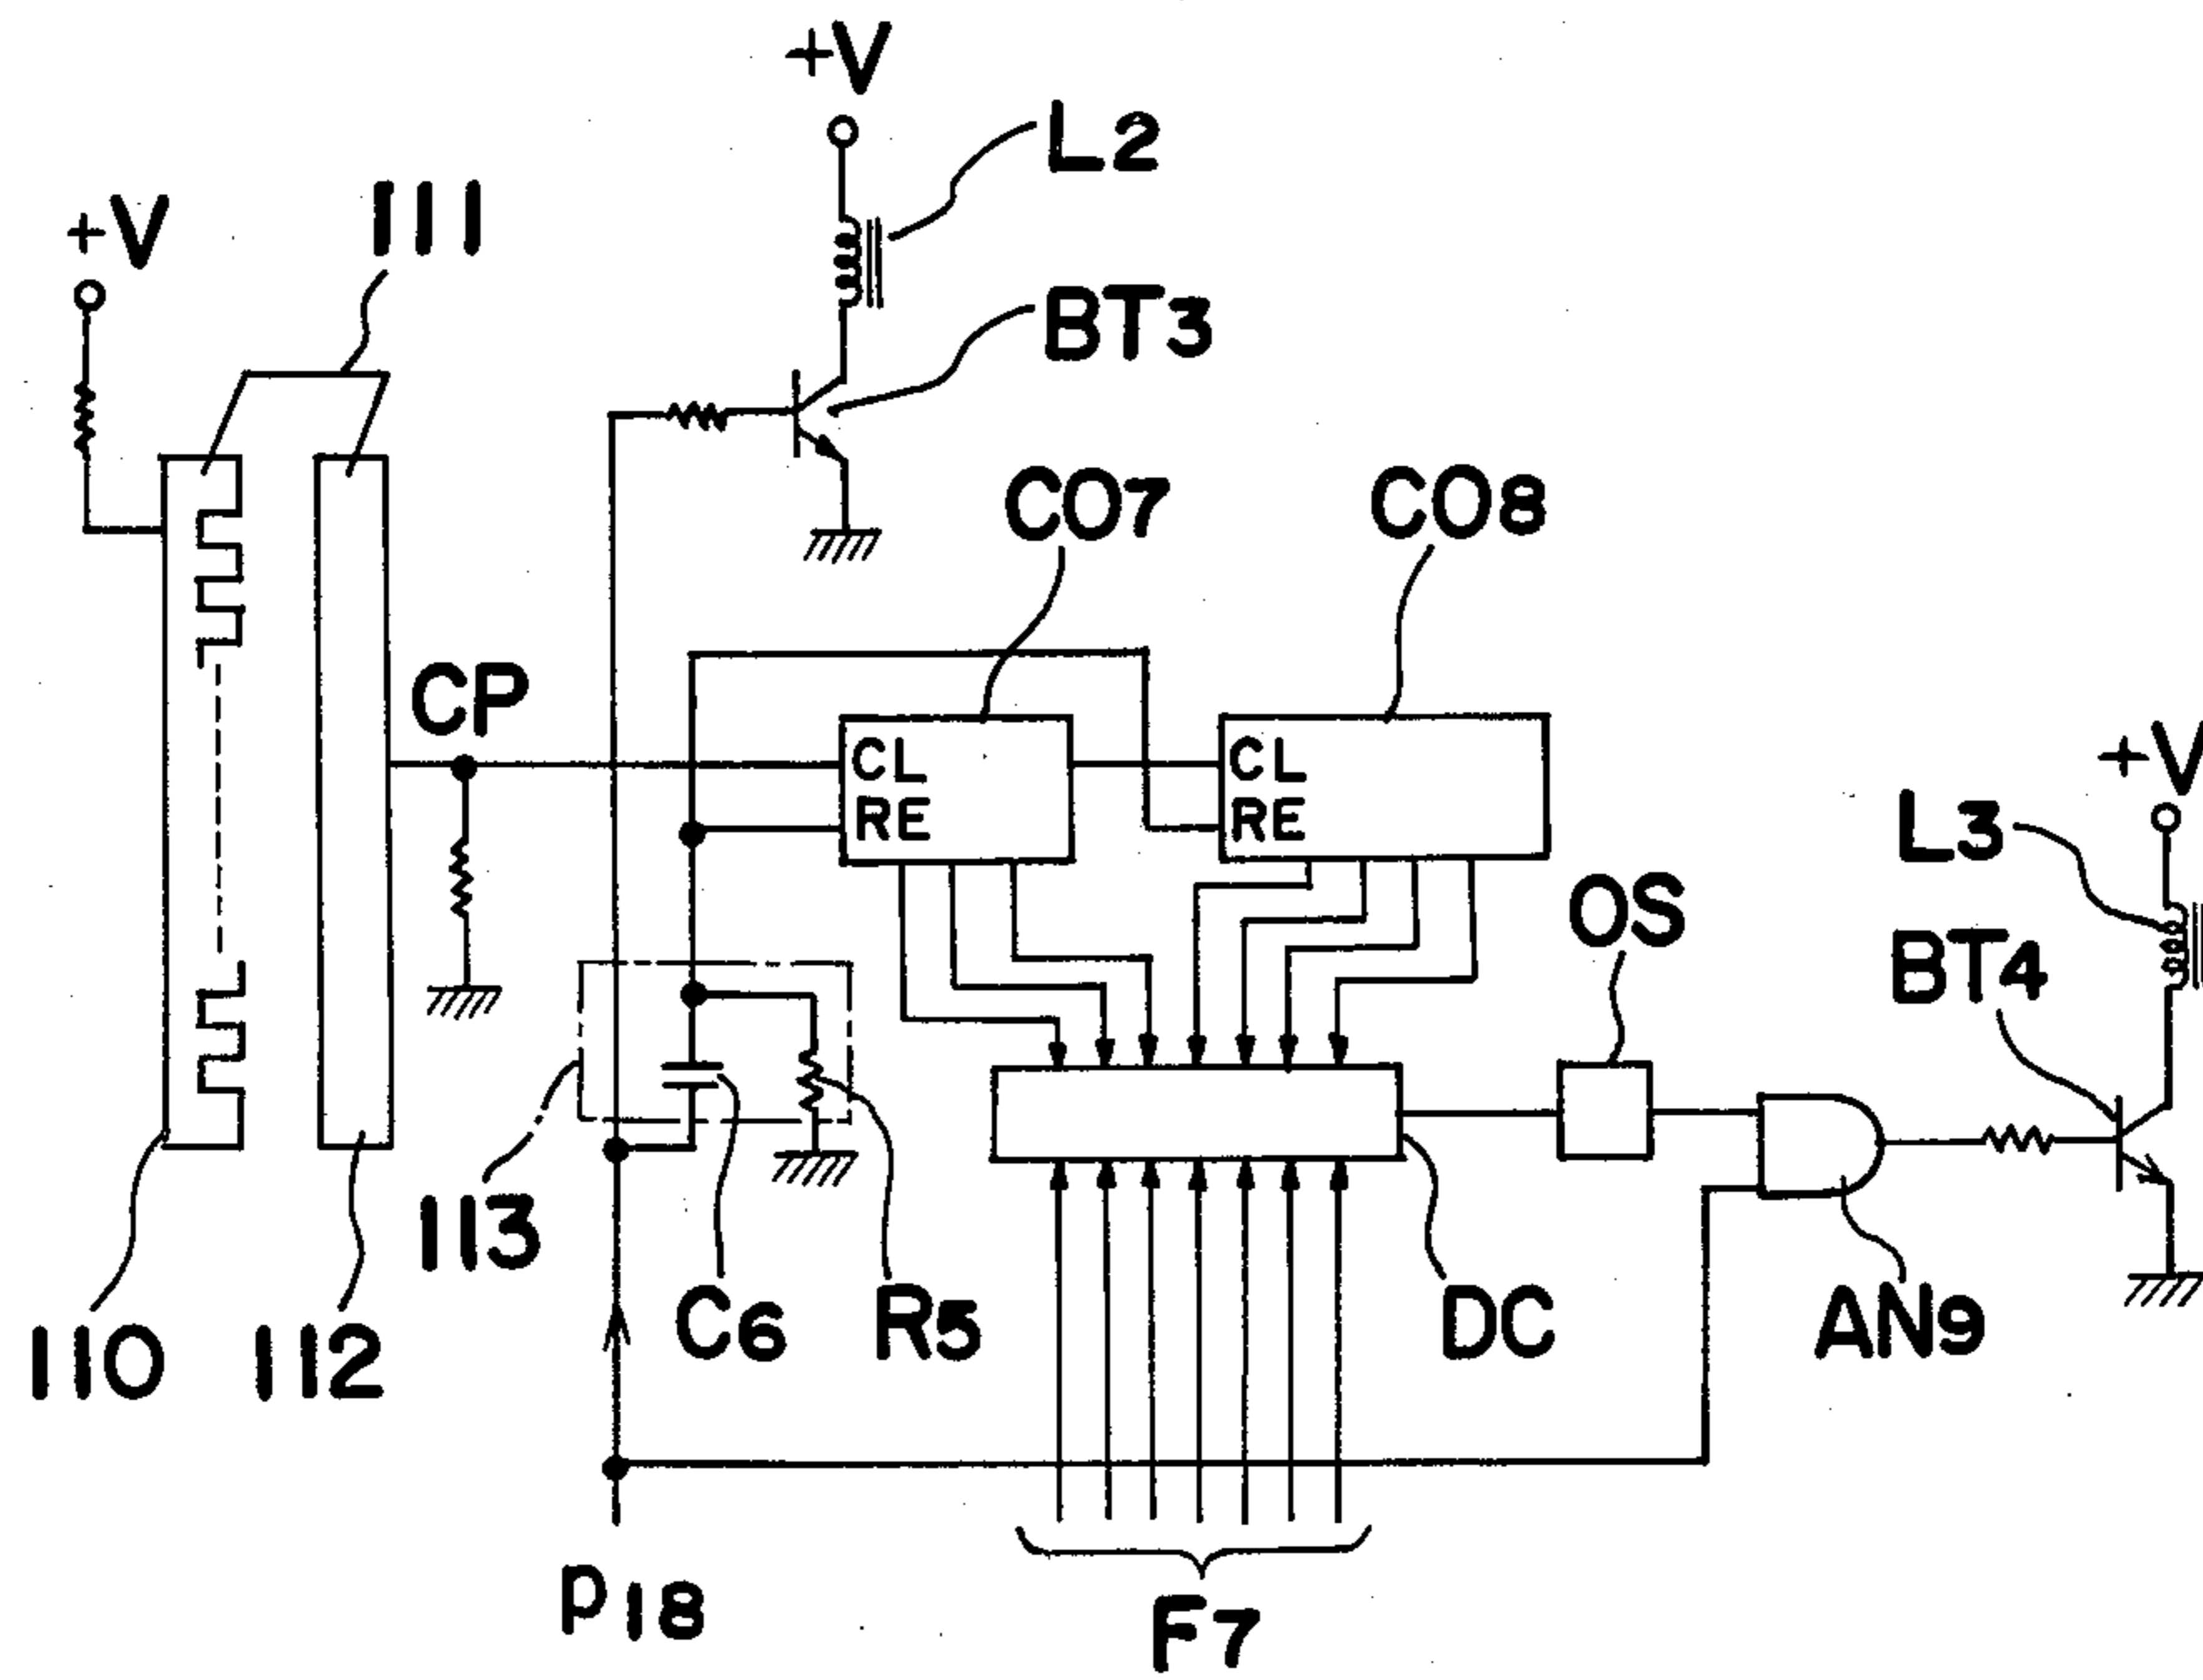 +V
L2
+V
111
BT3
CO7
CO8
CP
CL
RE
CL
RE
+V
L3
OS
BT4
113
C6
R5
DC
AN9
110
112
P18
F7